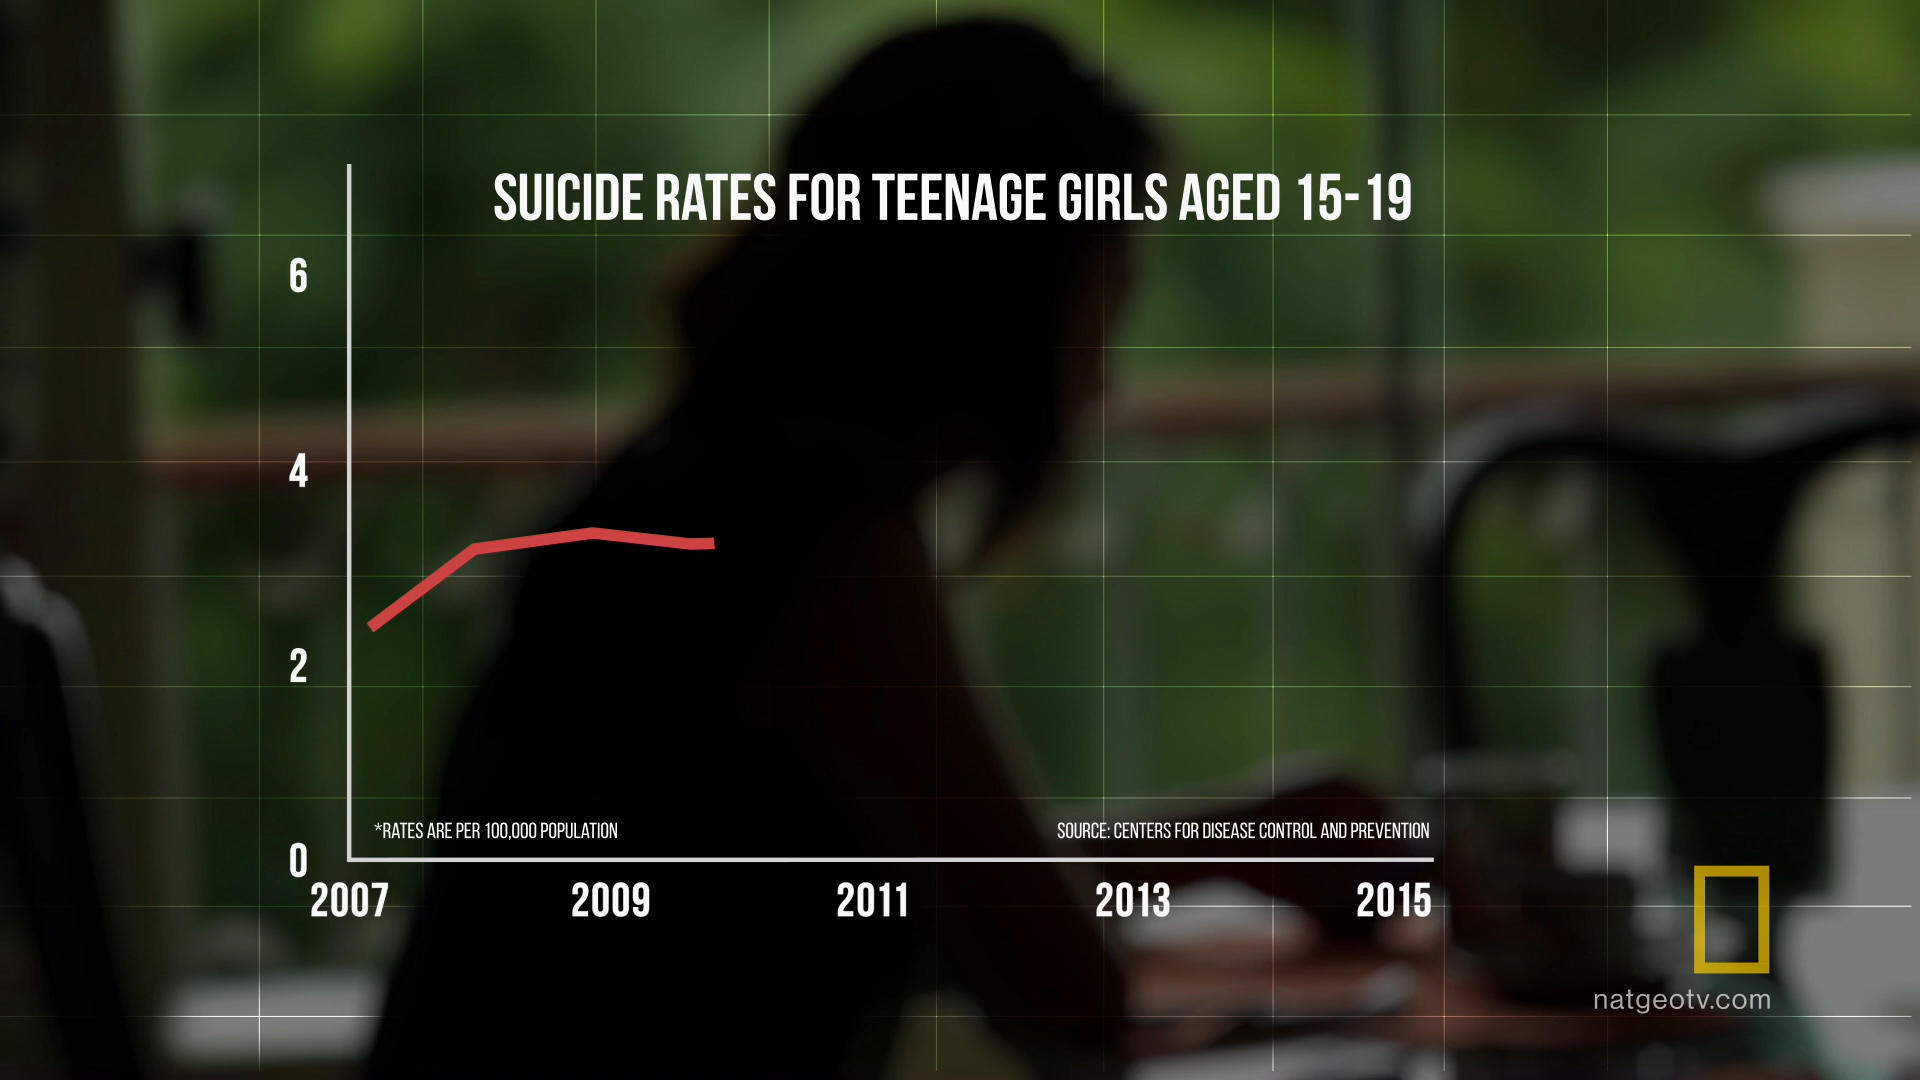 SUICIDE RATES FOR TEENAGE GIRLS AGED 15-19
6
4
2
0
*RATES ARE PER 100,000 POPULATION
SOURCE: CENTERS FOR DISEASE CONTROL AND PREVENTION
2007 2009 2011 2013 2015
natgeotv.com